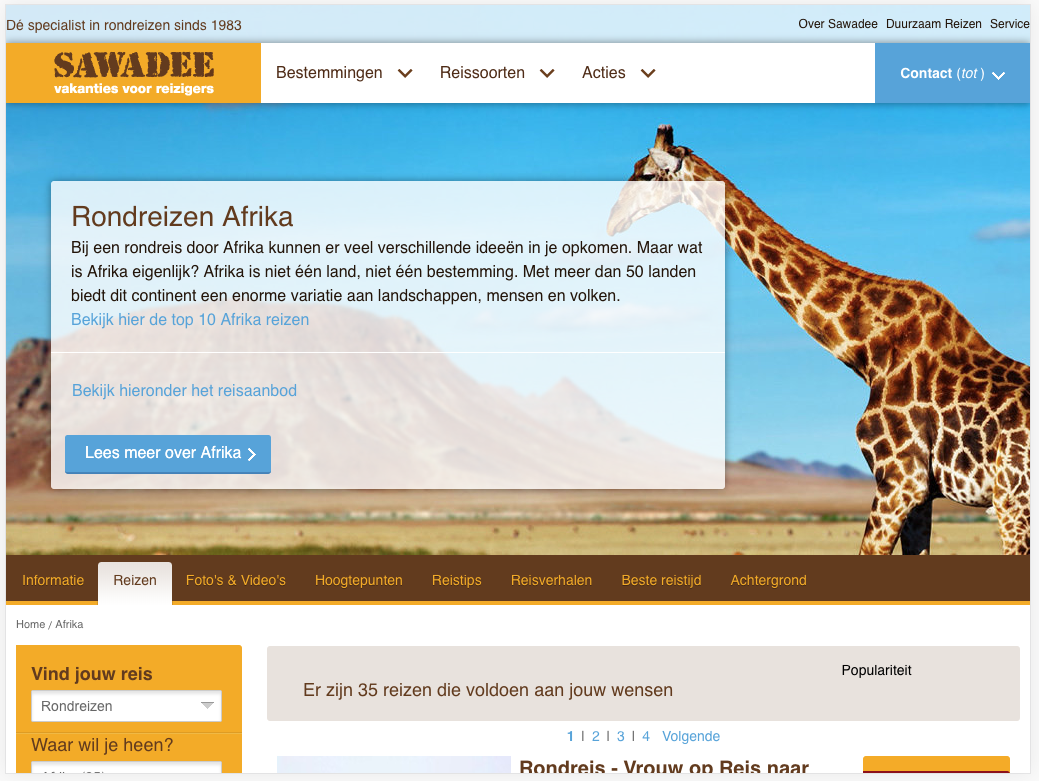 Dé specialist in rondreizen sinds 1983
Over Sawadee Duurzaam Reizen Service
SAWADEE
vakanties voor reizigers
Bestemmingen Reissoorten Acties
Contact (tot )
Rondreizen Afrika
Bij een rondreis door Afrika kunnen er veel verschillende ideeën in je opkomen. Maar wat
is Afrika eigenlijk? Afrika is niet één land, niet één bestemming. Met meer dan 50 landen
biedt dit continent een enorme variatie aan landschappen, mensen en volken.
Bekijk hier de top 10 Afrika reizen
Bekijk hieronder het reisaanbod
Lees meer over Afrika
Informatie Reizen Foto's & Video's Hoogtepunten Reistips Reisverhalen Beste reistijd Achtergrond
Home / Afrika
Vind jouw reis
Rondreizen
Waar wil je heen?
Populariteit
Er zijn 35 reizen die voldoen aan jouw wensen
1 | 2 | 3 | 4 Volgende
Rondreis - Vrouw op Reis naar